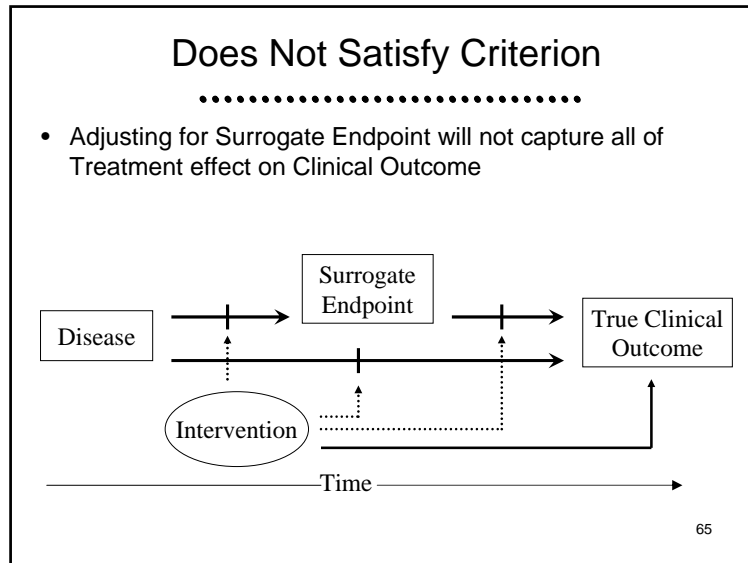 Does Not Satisfy Criterion
• Adjusting for Surrogate Endpoint will not capture all of
Treatment effect on Clinical Outcome
Surrogate
Endpoint
Disease
True Clinical
Outcome
Intervention
Time
65